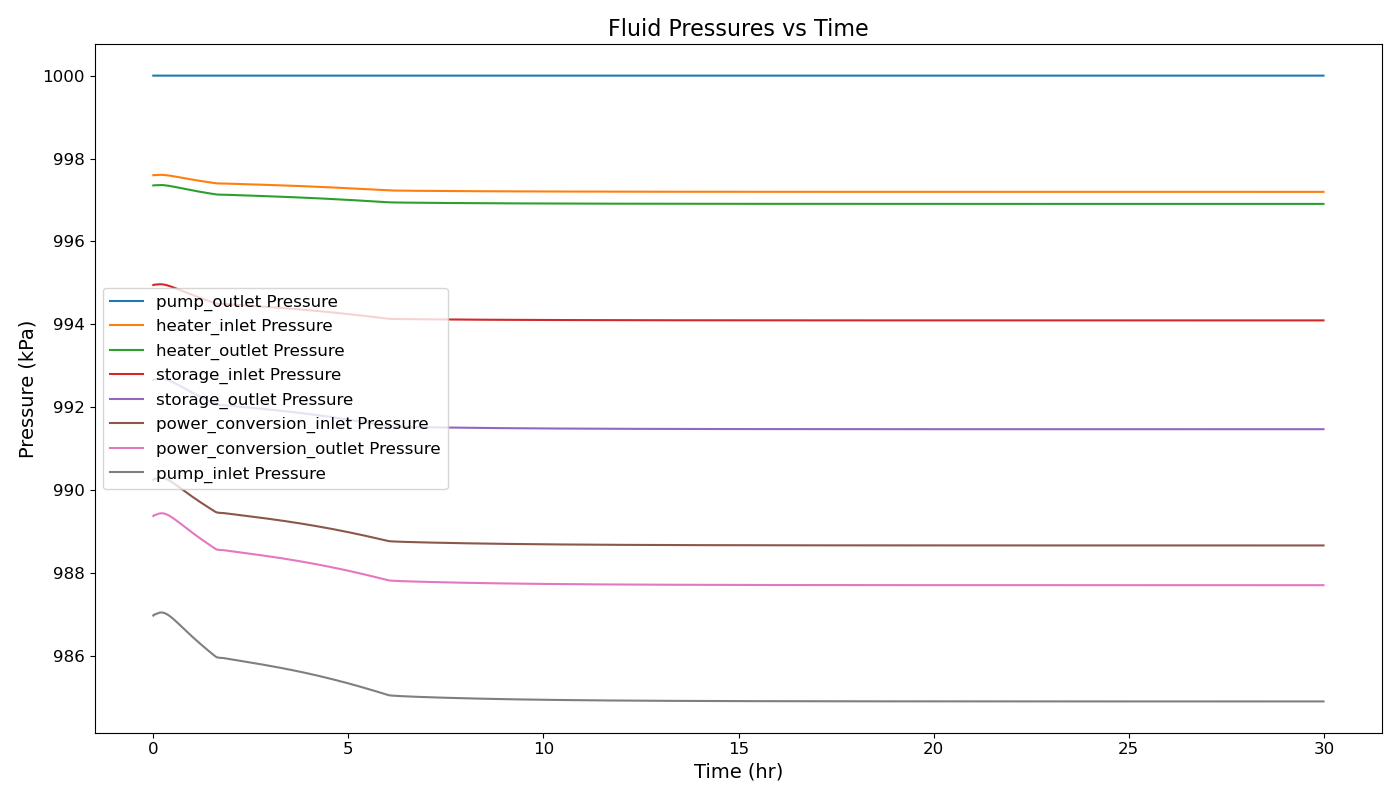 Fluid Pressures vs Time
Pressure (kPa)
1000
998
996
994
992
990
988
986
pump_outlet Pressure
heater_inlet Pressure
heater_outlet Pressure
storage_inlet Pressure
storage_outlet Pressure
power_conversion_inlet Pressure
power_conversion_outlet Pressure
pump_inlet Pressure
0 5 10 15 20 25 30
Time (hr)